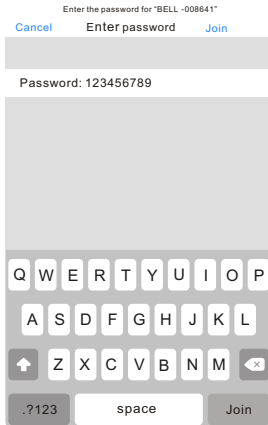 Enter the password for “BELL -008641”
Cancel Enter password Join
Password: 123456789
Q W E R T Y U I O P
A S D F G H J K L
Z X C V B N M
.?123 space Join